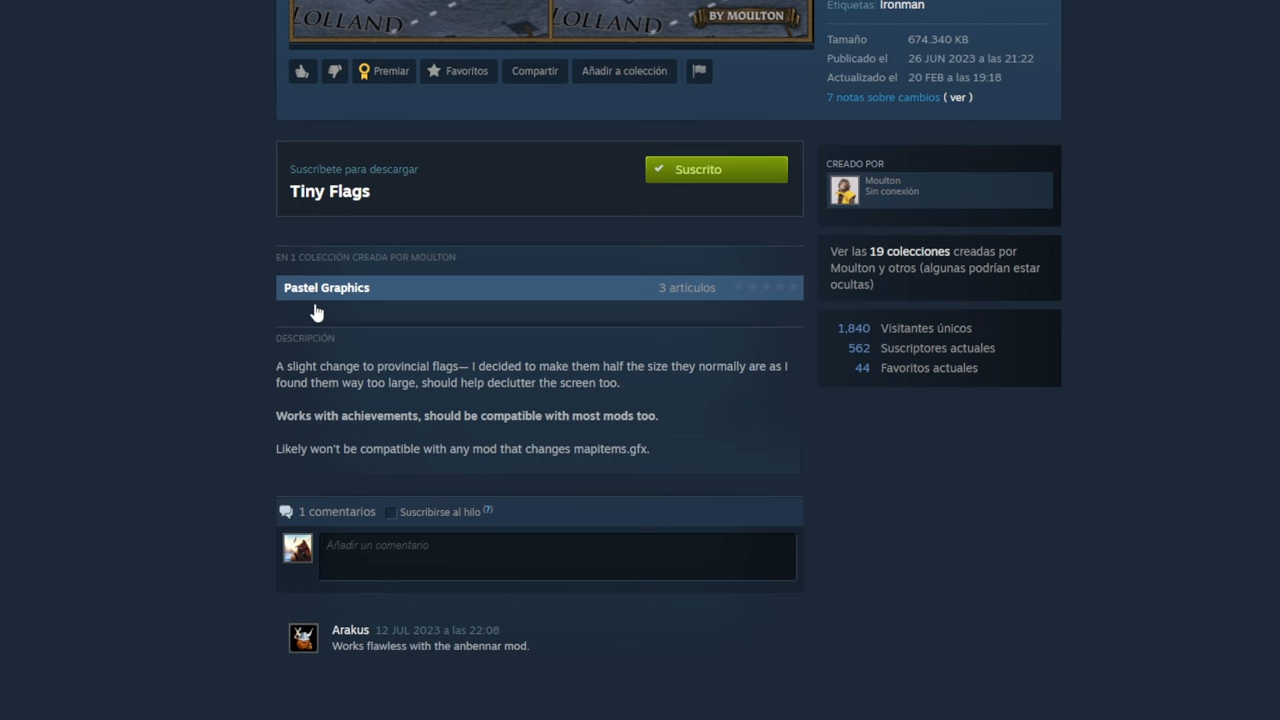 LOLLAND
LOLLAND
BY MOULTON
Etiquetas: Ironman
Tamaño 674.340 KB
Publicado el 26 JUN 2023 a las 21:22
Actualizado el 20 FEB a las 19:18
7 notas sobre cambios ( ver )
Premiar Favoritos Compartir Añadir a colección
Suscríbete para descargar
Tiny Flags
Suscrito
CREADO POR
Moulton
Sin conexión
EN 1 COLECCIÓN CREADA POR MOULTON
Pastel Graphics 3 artículos
Ver las 19 colecciones creadas por
Moulton y otros (algunas podrían estar
ocultas)
1,840 Visitantes únicos
562 Suscriptores actuales
44 Favoritos actuales
DESCRIPCIÓN
A slight change to provincial flags— I decided to make them half the size they normally are as I
found them way too large, should help declutter the screen too.
Works with achievements, should be compatible with most mods too.
Likely won't be compatible with any mod that changes mapitems.gfx.
1 comentarios Suscribirse al hilo (?)
Añadir un comentario
Arakus 12 JUL 2023 a las 22:08
Works flawless with the anbennar mod.